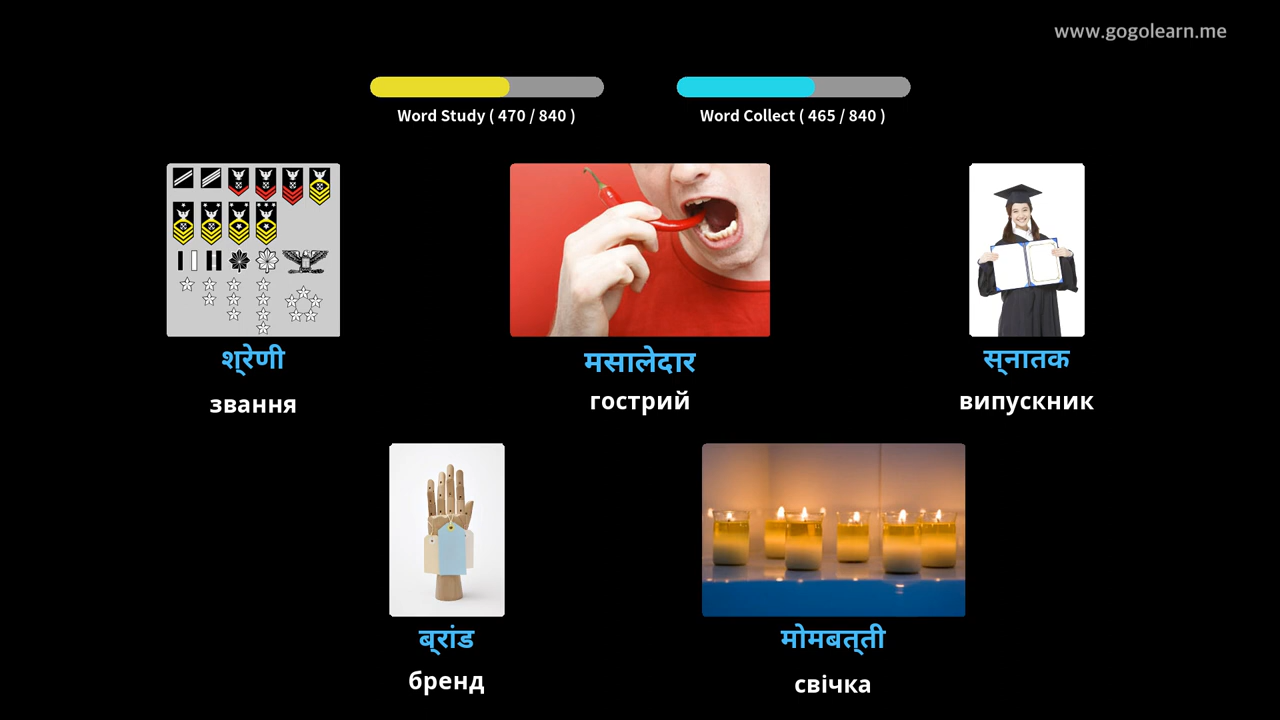 www.gogolearn.me
Word Study ( 470 / 840 )
Word Collect ( 465 / 840 )
श्रेणी
звання
मसालेदार
гострий
स्नातक
випускник
ब्रांड
бренд
मोमबत्ती
свічка